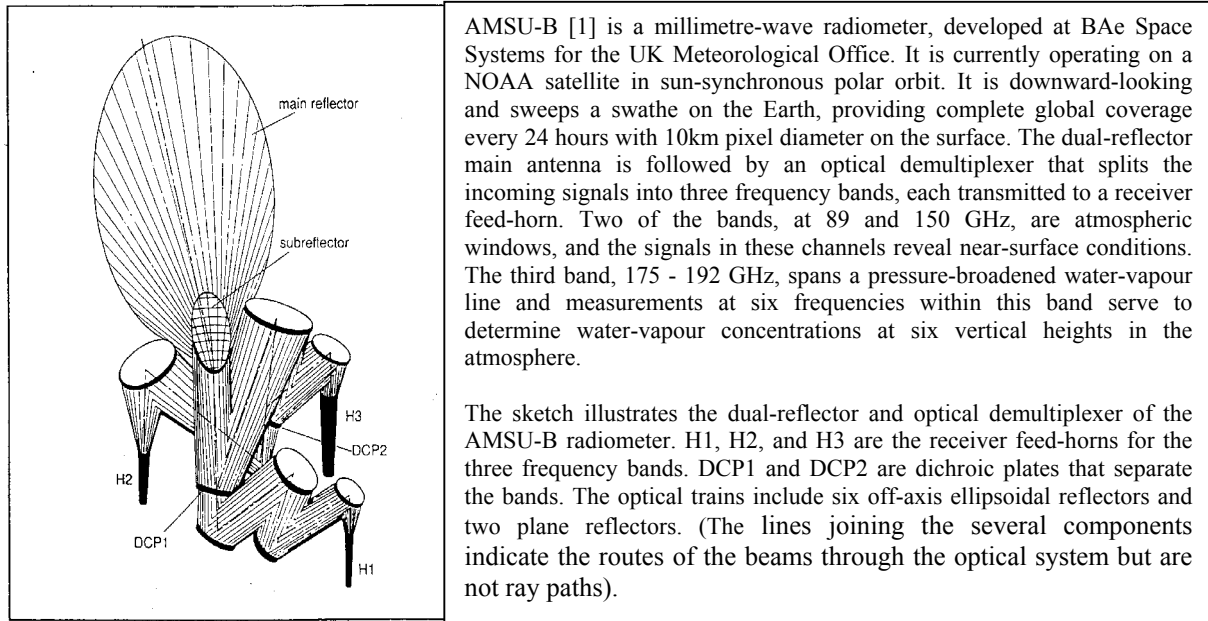 main reflector
subreflector
H3
DCP2
H2
DCP1
H1
AMSU-B [1] is a millimetre-wave radiometer, developed at BAe Space
Systems for the UK Meteorological Office. It is currently operating on a
NOAA satellite in sun-synchronous polar orbit. It is downward-looking
and sweeps a swathe on the Earth, providing complete global coverage
every 24 hours with 10km pixel diameter on the surface. The dual-reflector
main antenna is followed by an optical demultiplexer that splits the
incoming signals into three frequency bands, each transmitted to a receiver
feed-horn. Two of the bands, at 89 and 150 GHz, are atmospheric
windows, and the signals in these channels reveal near-surface conditions.
The third band, 175 - 192 GHz, spans a pressure-broadened water-vapour
line and measurements at six frequencies within this band serve to
determine water-vapour concentrations at six vertical heights in the
atmosphere.
The sketch illustrates the dual-reflector and optical demultiplexer of the
AMSU-B radiometer. H1, H2, and H3 are the receiver feed-horns for the
three frequency bands. DCP1 and DCP2 are dichroic plates that separate
the bands. The optical trains include six off-axis ellipsoidal reflectors and
two plane reflectors. (The lines joining the several components
indicate the routes of the beams through the optical system but are
not ray paths).